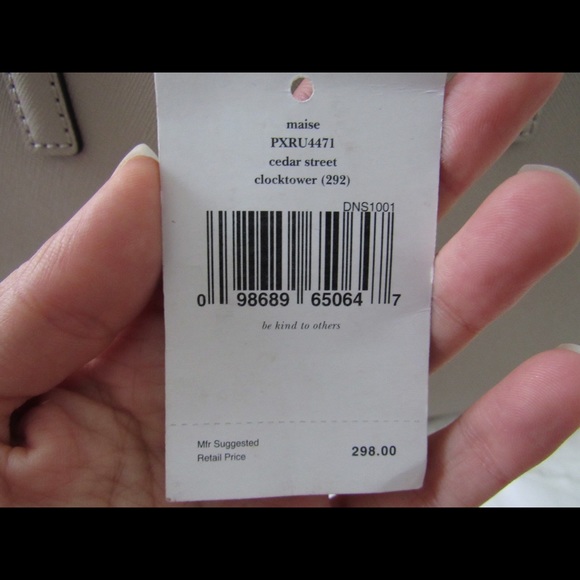 maise
PXRU4471
cedar street
clocktower (292)
DNS1001
0 98689 65064 7
be kind to others
Mfr Suggested
Retail Price 298.00